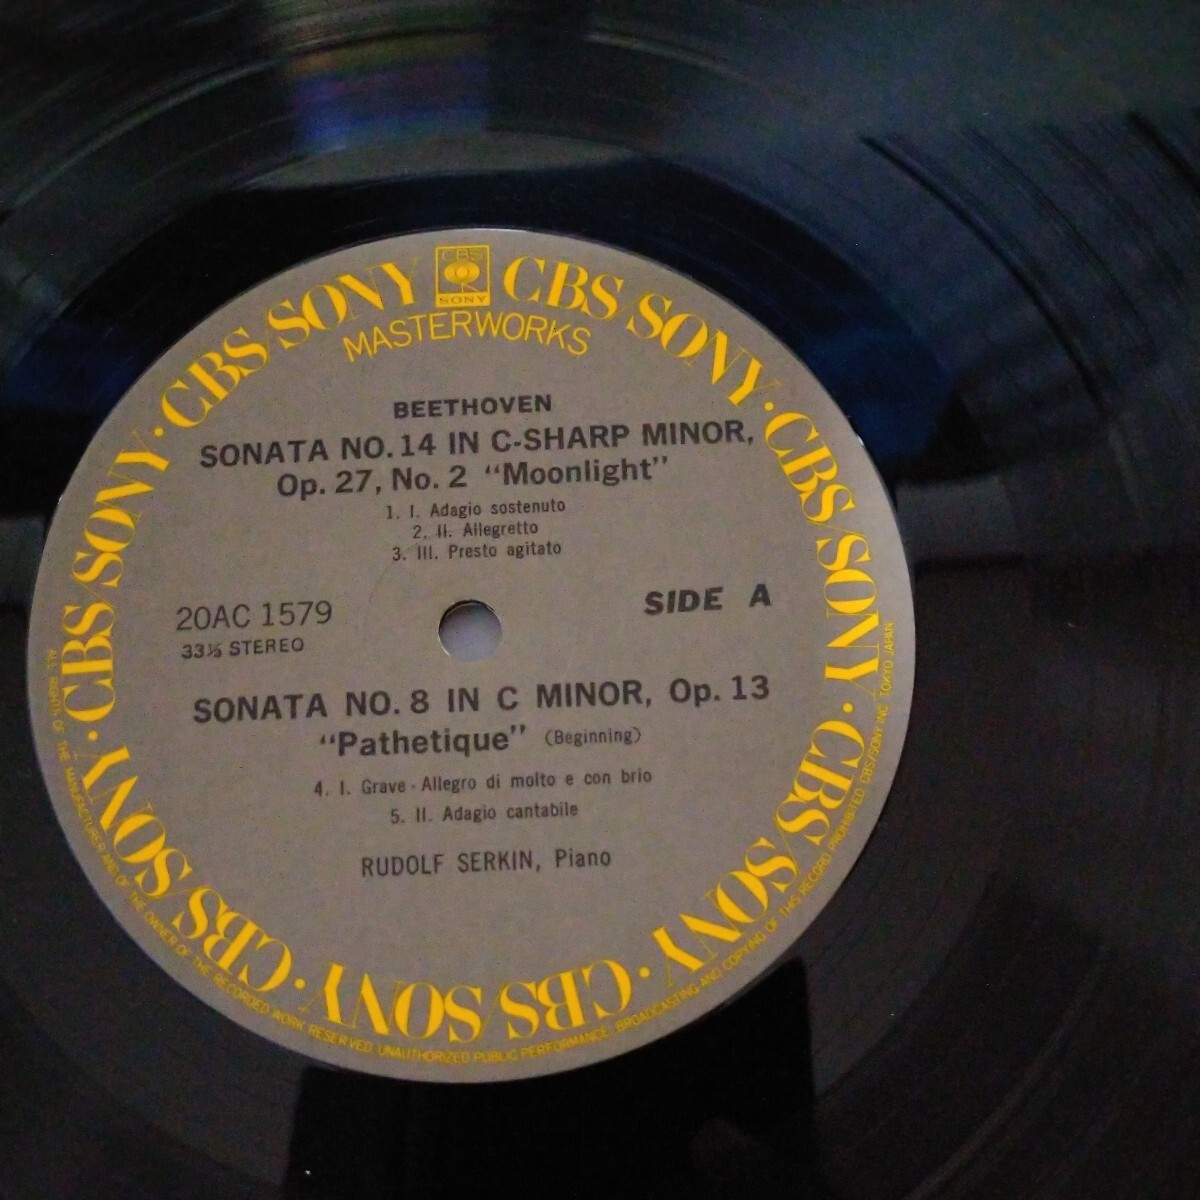 CBS
SONY
CBS/SONY · CBS/SONY · CBS/SONY · CBS/SONY · CBS/SONY · CBS/SONY · CBS/SONY · CBS/SONY
MASTERWORKS
BEETHOVEN
SONATA NO. 14 IN C-SHARP MINOR,
Op. 27, No. 2 “Moonlight”
1. I. Adagio sostenuto
2. II. Allegretto
3. III. Presto agitato
20AC 1579
SIDE A
33⅓ STEREO
SONATA NO. 8 IN C MINOR, Op. 13
“Pathetique” (Beginning)
4. I. Grave · Allegro di molto e con brio
5. II. Adagio cantabile
RUDOLF SERKIN, Piano
ALL RIGHTS OF THE MANUFACTURER AND OF THE OWNER OF THE RECORDED WORK RESERVED. UNAUTHORIZED PUBLIC PERFORMANCE. BROADCASTING AND COPYING OF THIS RECORD PROHIBITED. CBS/SONY INC. TOKYO JAPAN